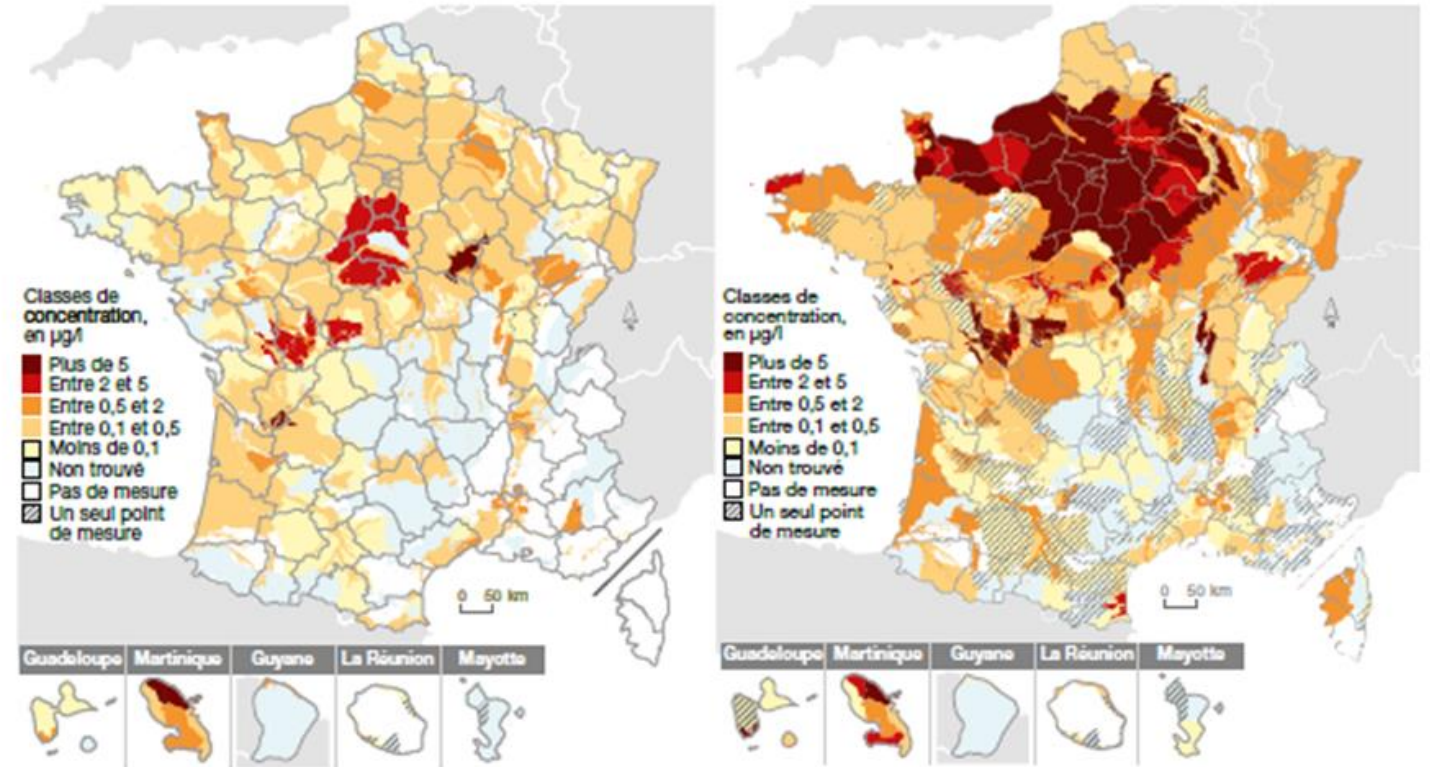 Classes de
concentration,
en µg/l
Plus de 5
Entre 2 et 5
Entre 0,5 et 2
Entre 0,1 et 0,5
Moins de 0,1
Non trouvé
Pas de mesure
Un seul point
de mesure
0 50 km
Guadeloupe Martinique Guyane La Réunion Mayotte
Classes de
concentration,
en µg/l
Plus de 5
Entre 2 et 5
Entre 0,5 et 2
Entre 0,1 et 0,5
Moins de 0,1
Non trouvé
Pas de mesure
Un seul point
de mesure
0 50 km
Guadeloupe Martinique Guyane La Réunion Mayotte